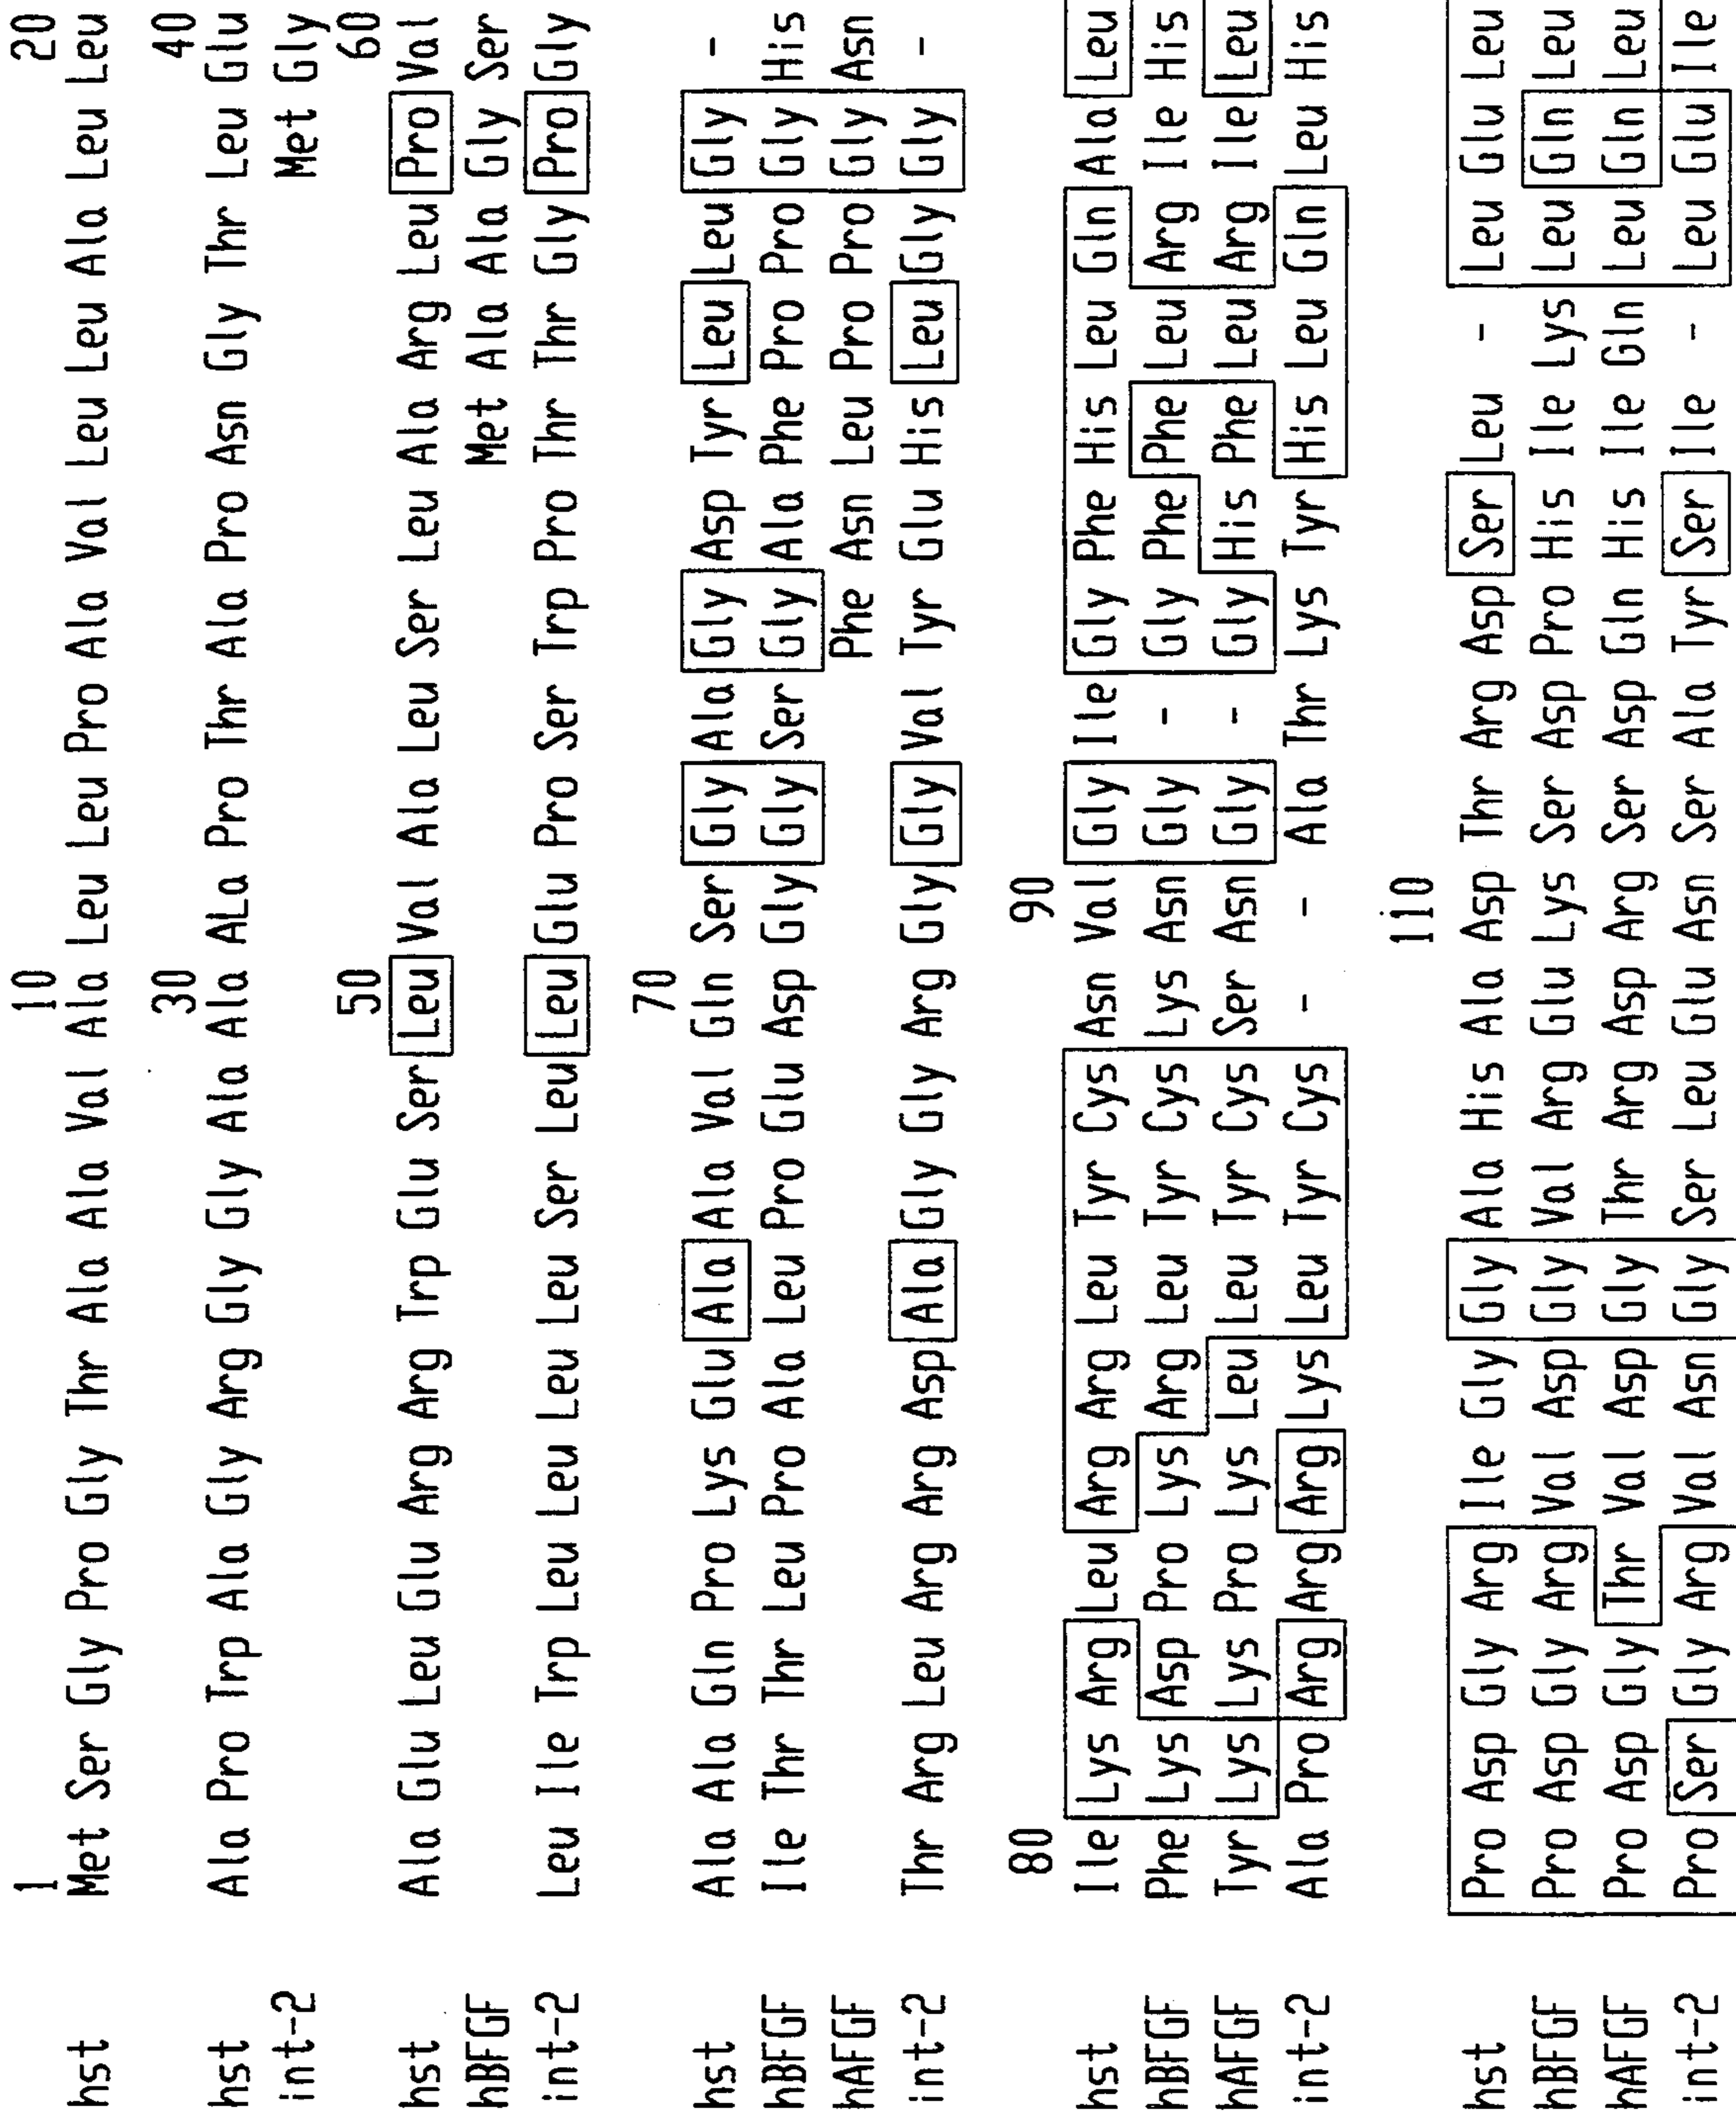 1 10 20
hst Met Ser Gly Pro Gly Thr Ala Ala Val Ala Leu Leu Pro Ala Val Leu Leu Ala Leu Leu
30 40
hst Ala Pro Trp Ala Gly Arg Gly Gly Ala Ala ALa Pro Thr Ala Pro Asn Gly Thr Leu Glu
int-2 Met Gly
50 60
hst Ala Glu Leu Glu Arg Arg Trp Glu Ser Leu Val Ala Leu Ser Leu Ala Arg Leu Pro Val
hBFGF Met Ala Ala Gly Ser
int-2 Leu Ile Trp Leu Leu Leu Leu Ser Leu Leu Glu Pro Ser Trp Pro Thr Thr Gly Pro Gly
70
hst Ala Ala Gln Pro Lys Glu Ala Ala Val Gln Ser Gly Ala Gly Asp Tyr Leu Leu Gly -
hBFGF Ile Thr Thr Leu Pro Ala Leu Pro Glu Asp Gly Gly Ser Gly Ala Phe Pro Pro Gly His
hAFGF Phe Asn Leu Pro Pro Gly Asn
int-2 Thr Arg Leu Arg Arg Asp Ala Gly Gly Arg Gly Gly Val Tyr Glu His Leu Gly Gly -
80 90
hst Ile Lys Arg Leu Arg Arg Leu Tyr Cys Asn Val Gly Ile Gly Phe His Leu Gln Ala Leu
hBFGF Phe Lys Asp Pro Lys Arg Leu Tyr Cys Lys Asn Gly - Gly Phe Phe Leu Arg Ile His
hAFGF Tyr Lys Lys Pro Lys Leu Leu Tyr Cys Ser Asn Gly - Gly His Phe Leu Arg Ile Leu
int-2 Ala Pro Arg Arg Arg Lys Leu Tyr Cys - - Ala Thr Lys Tyr His Leu Gln Leu His
110
hst Pro Asp Gly Arg Ile Gly Gly Ala His Ala Asp Thr Arg Asp Ser Leu - Leu Glu Leu
hBFGF Pro Asp Gly Arg Val Asp Gly Val Arg Glu Lys Ser Asp Pro His Ile Lys Leu Gln Leu
hAFGF Pro Asp Gly Thr Val Asp Gly Thr Arg Asp Arg Ser Asp Gln His Ile Gln Leu Gln Leu
int-2 Pro Ser Gly Arg Val Asn Gly Ser Leu Glu Asn Ser Ala Tyr Ser Ile - Leu Glu Ile